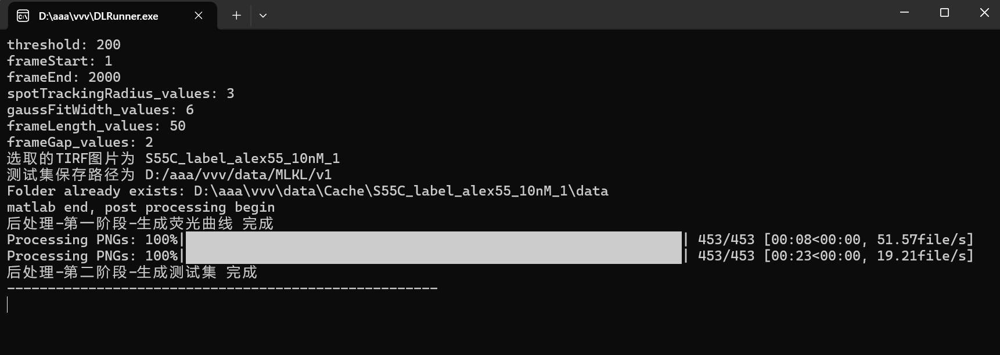 D:\aaa\vvv\DLRunner.exe
threshold: 200
frameStart: 1
frameEnd: 2000
spotTrackingRadius_values: 3
gaussFitWidth_values: 6
frameLength_values: 50
frameGap_values: 2
选取的TIRF图片为 S55C_label_alex55_10nM_1
测试集保存路径为 D:/aaa/vvv/data/MLKL/v1
Folder already exists: D:\aaa\vvv\data\Cache\S55C_label_alex55_10nM_1\data
matlab end, post processing begin
后处理-第一阶段-生成荧光曲线 完成
Processing PNGs: 100%|██████████| 453/453 [00:08<00:00, 51.57file/s]
Processing PNGs: 100%|██████████| 453/453 [00:23<00:00, 19.21file/s]
后处理-第二阶段-生成测试集 完成
-----------------------------------------------------